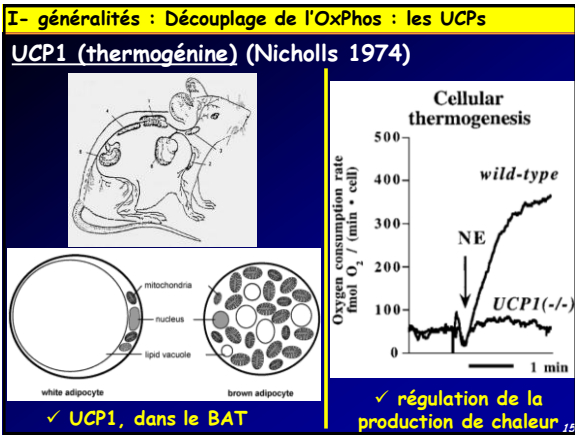 I- généralités : Découplage de l'OxPhos : les UCPs
UCP1 (thermogénine) (Nicholls 1974)
mitochondria
nucleus
lipid vacuole
white adipocyte
brown adipocyte
✓ UCP1, dans le BAT
Cellular
thermogenesis
Oxygen consumption rate
fmol O₂ / (min • cell)
500
400
300
200
100
0
wild-type
NE
UCP1(-/-)
1 min
✓ régulation de la
production de chaleur
15